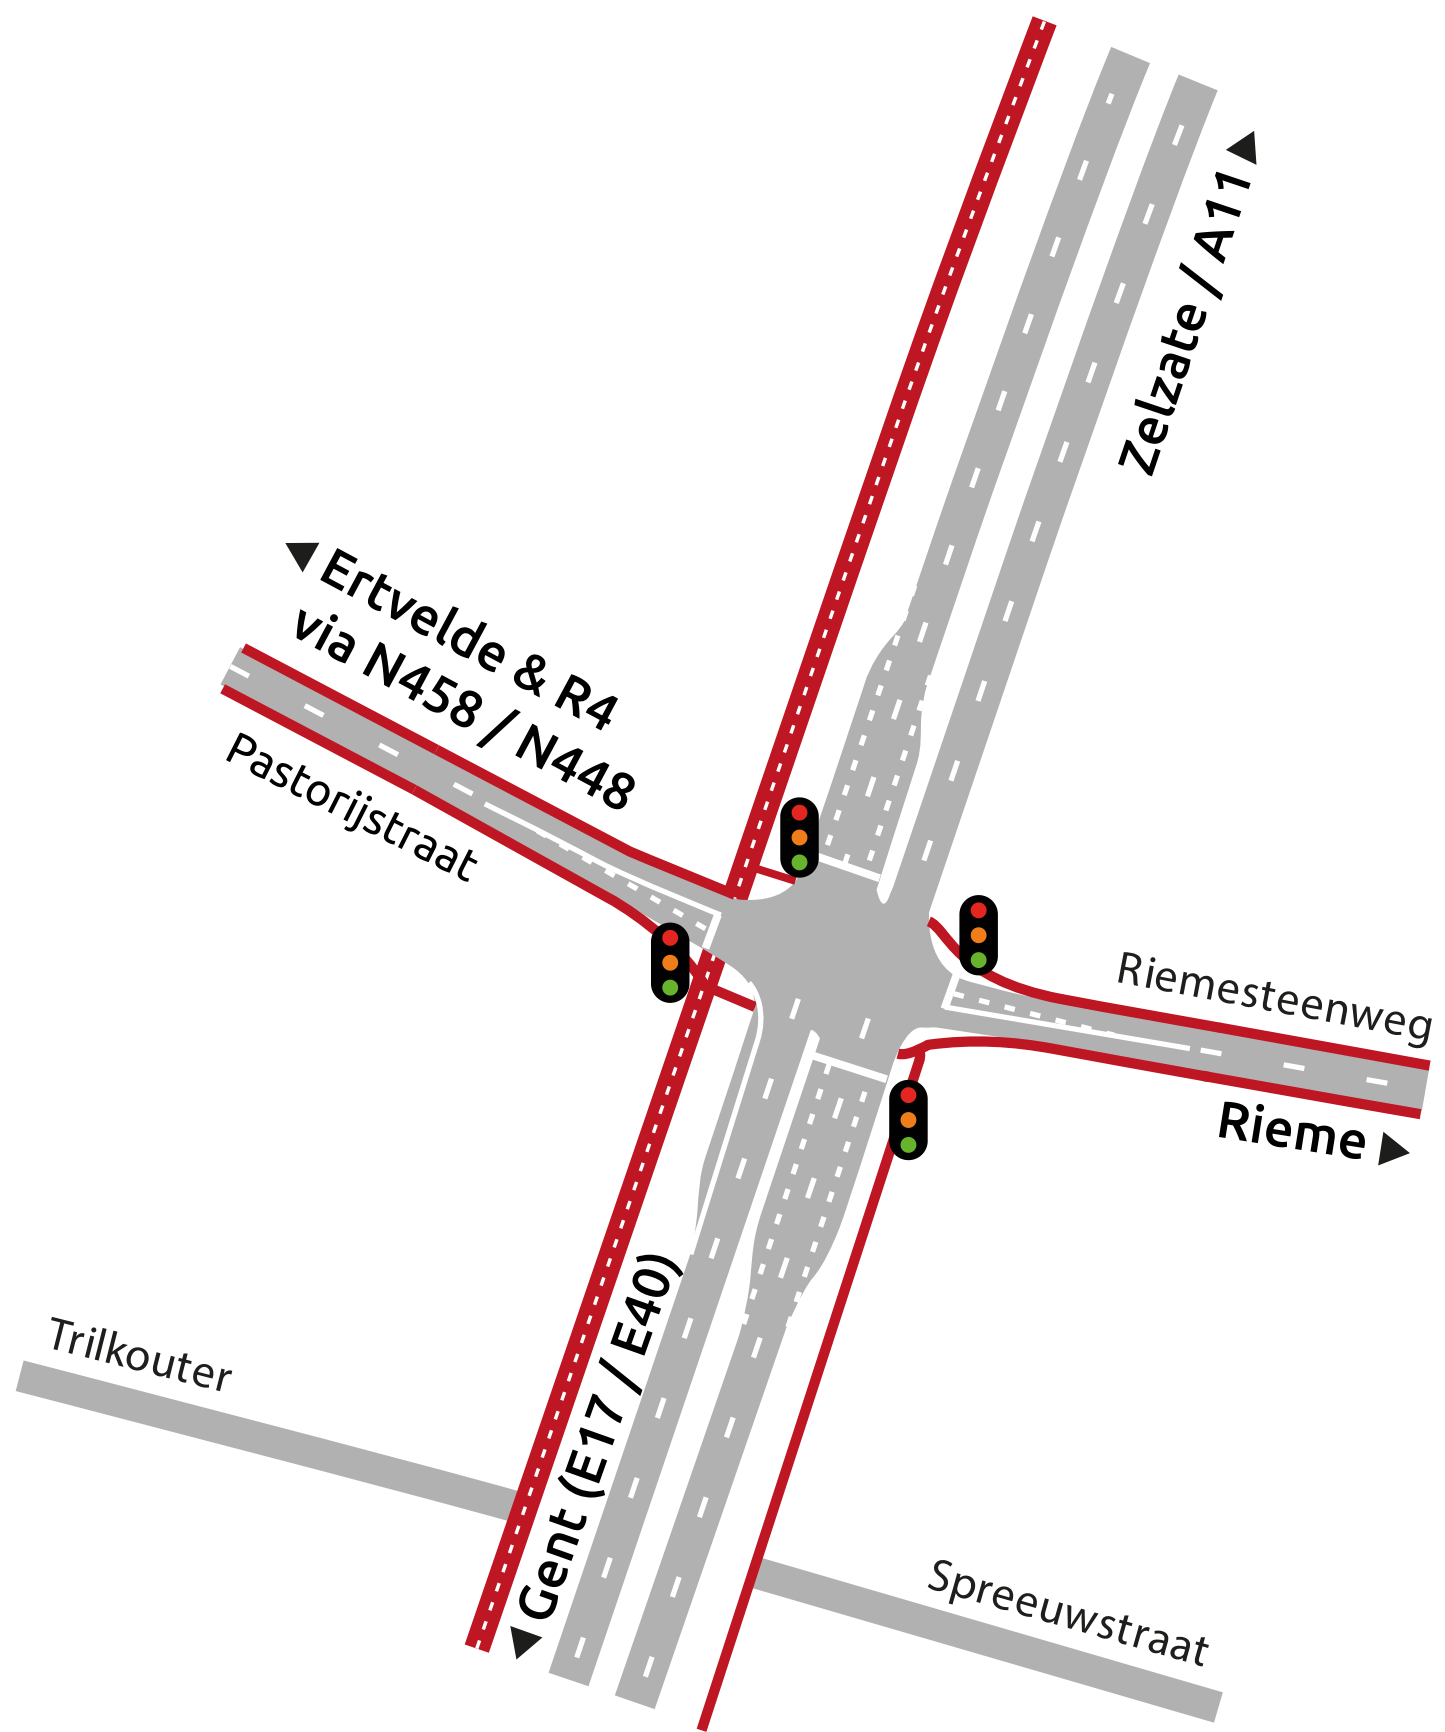 Zelzate / A11
Ertvelde & R4
via N458 / N448
Pastorijstraat
Riemesteenweg
Rieme
Gent (E17 / E40)
Trilkouter
Spreeuwstraat